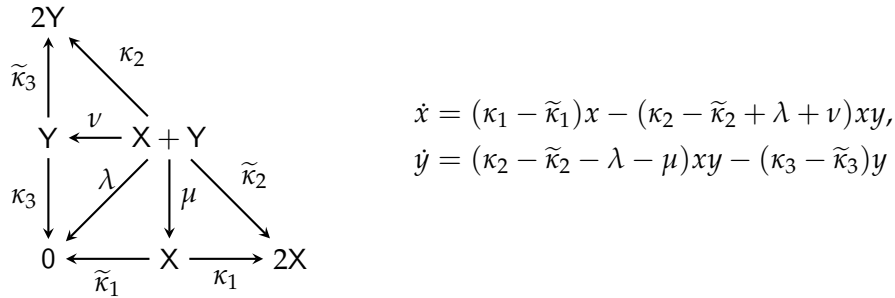 2Y
κ̃₃ κ₂
Y ν X + Y
κ₃ λ μ κ̃₂
0 X 2X
κ̃₁ κ₁
ẋ = (κ₁ − κ̃₁)x − (κ₂ − κ̃₂ + λ + ν)xy,
ẏ = (κ₂ − κ̃₂ − λ − μ)xy − (κ₃ − κ̃₃)y